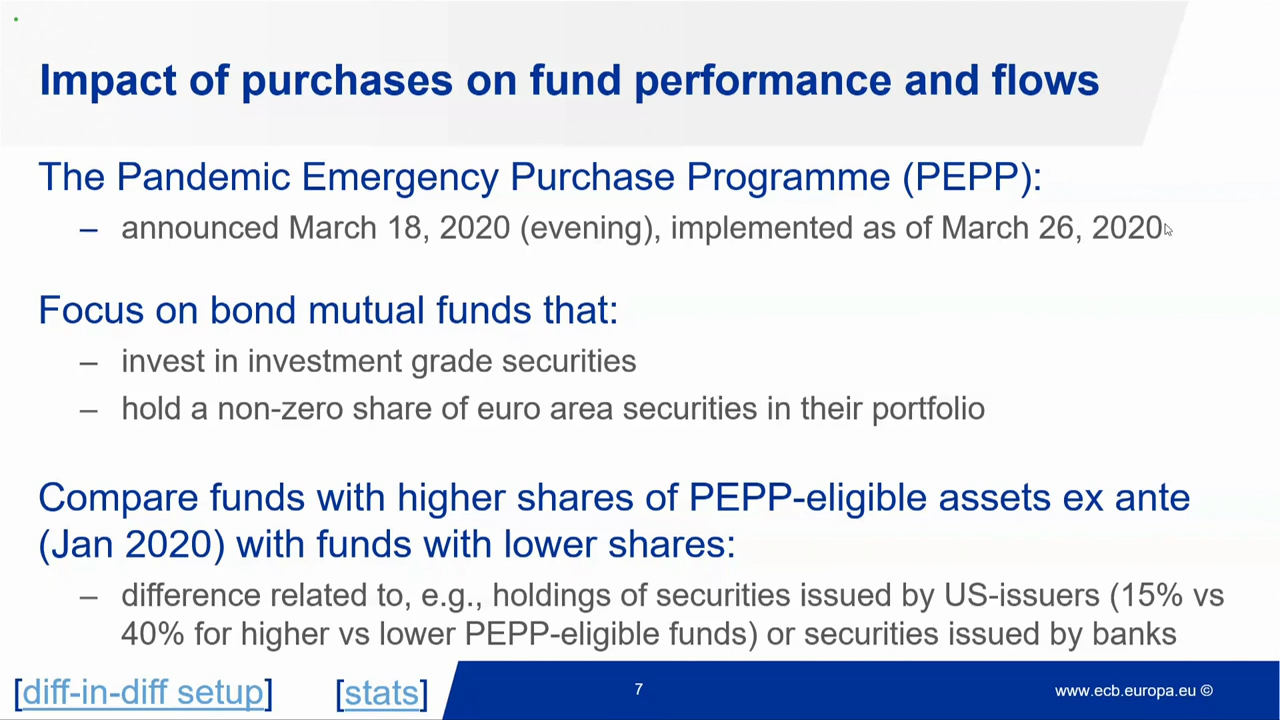 Impact of purchases on fund performance and flows
The Pandemic Emergency Purchase Programme (PEPP):
– announced March 18, 2020 (evening), implemented as of March 26, 2020
Focus on bond mutual funds that:
– invest in investment grade securities
– hold a non-zero share of euro area securities in their portfolio
Compare funds with higher shares of PEPP-eligible assets ex ante
(Jan 2020) with funds with lower shares:
– difference related to, e.g., holdings of securities issued by US-issuers (15% vs
40% for higher vs lower PEPP-eligible funds) or securities issued by banks
[diff-in-diff setup] [stats] 7 www.ecb.europa.eu ©